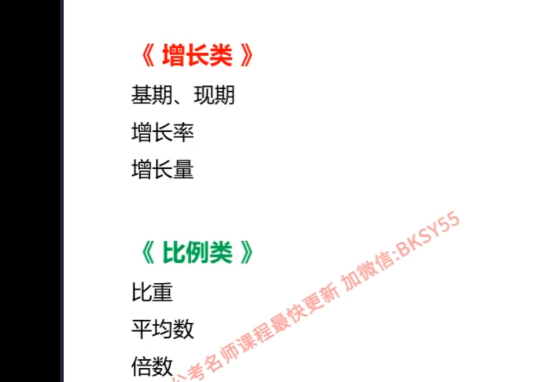 《 增长类 》
基期、现期
增长率
增长量
《 比例类 》
比重
平均数
倍数
公考名师课程最快更新 加微信:BKSY55